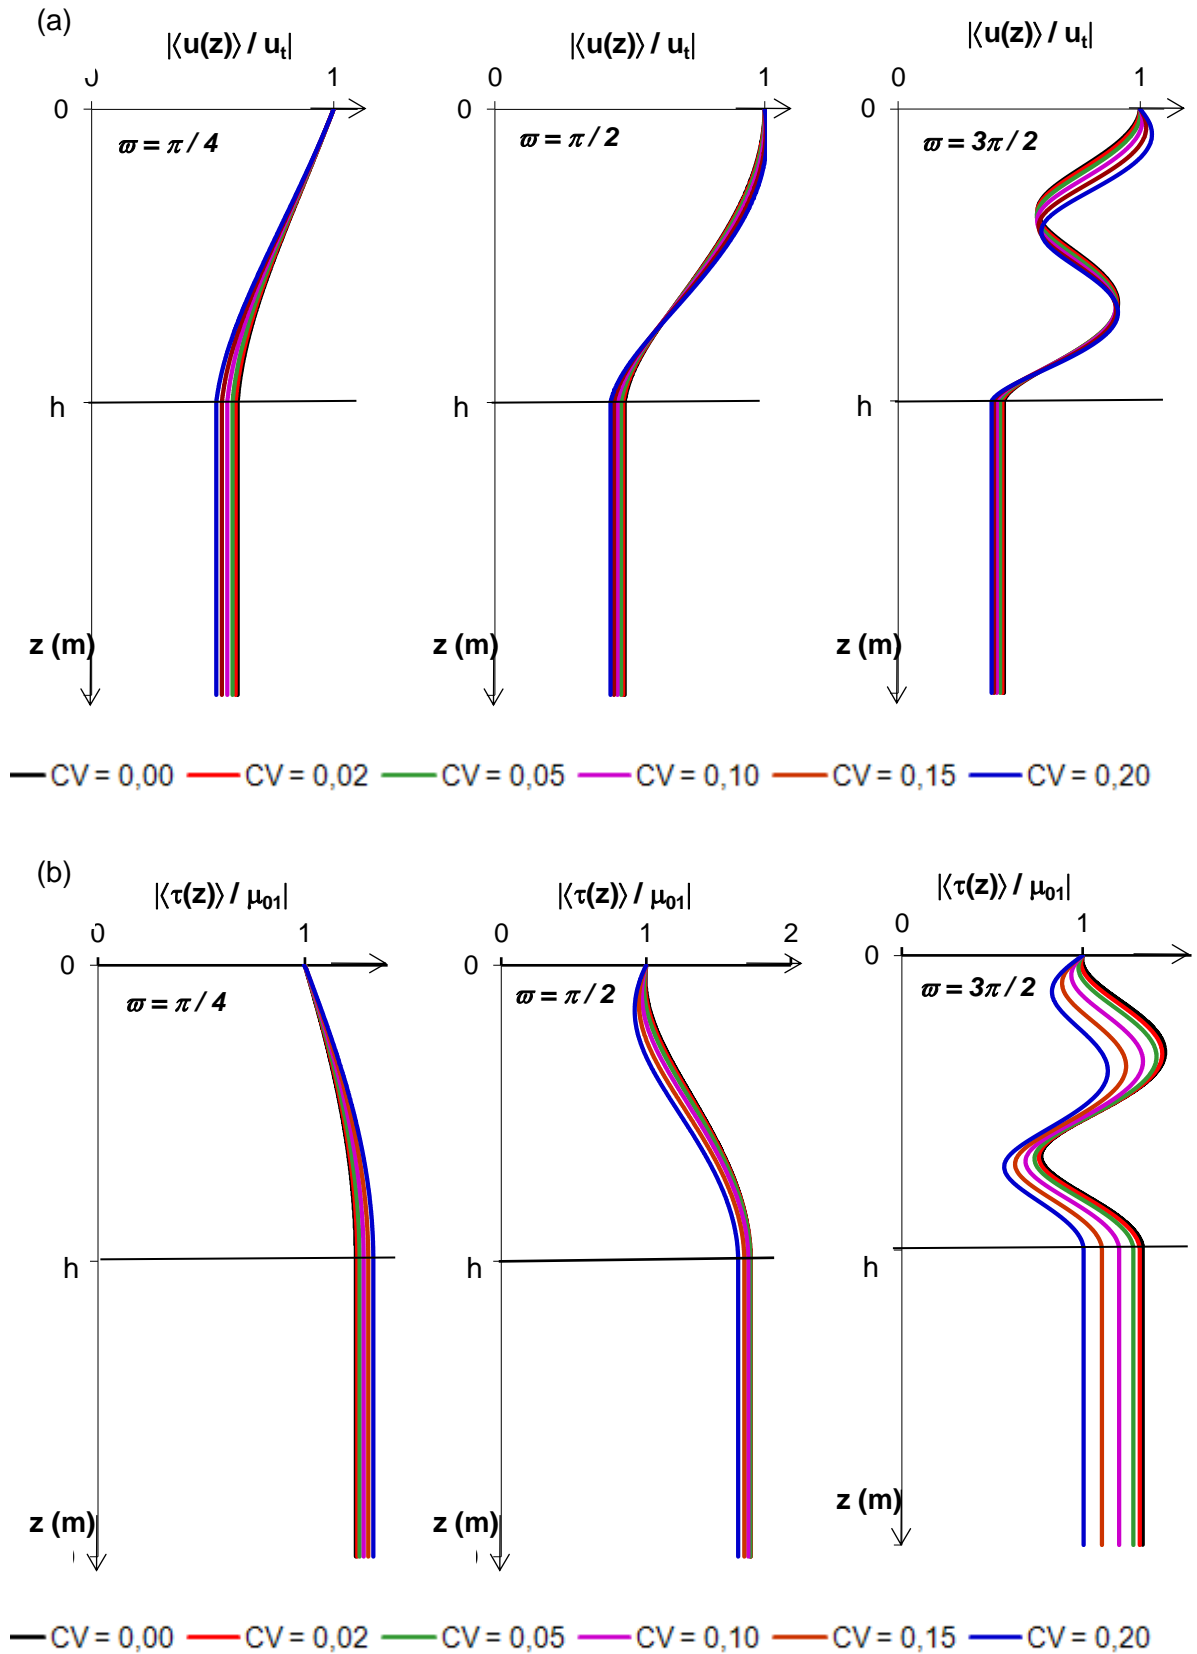 (a)
|⟨u(z)⟩ / uₜ| |⟨u(z)⟩ / uₜ| |⟨u(z)⟩ / uₜ|
0 1 0 1 0 1
0 0 0
ϖ = π / 4 ϖ = π / 2 ϖ = 3π / 2
h h h
z (m) z (m) z (m)
CV = 0,00 CV = 0,02 CV = 0,05 CV = 0,10 CV = 0,15 CV = 0,20
(b)
|⟨τ(z)⟩ / μ₀₁| |⟨τ(z)⟩ / μ₀₁| |⟨τ(z)⟩ / μ₀₁|
0 1 0 1 2 0 1
0 0 0
ϖ = π / 4 ϖ = π / 2 ϖ = 3π / 2
h h h
z (m) z (m) z (m)
CV = 0,00 CV = 0,02 CV = 0,05 CV = 0,10 CV = 0,15 CV = 0,20